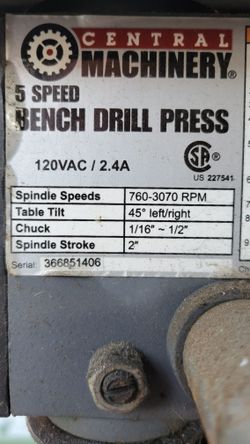 CENTRAL
MACHINERY®
5 SPEED
BENCH DRILL PRESS
120VAC / 2.4A
SA ®
US 227541
Spindle Speeds 760-3070 RPM
Table Tilt 45° left/right
Chuck 1/16" ~ 1/2"
Spindle Stroke 2"
Serial: 366851406